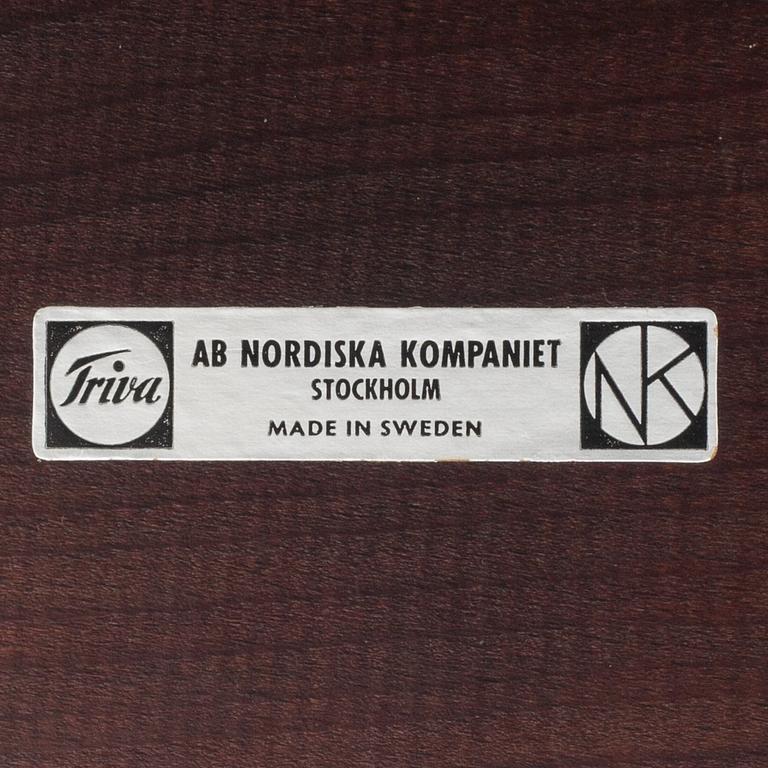 Triva
AB NORDISKA KOMPANIET
STOCKHOLM
MADE IN SWEDEN
NK